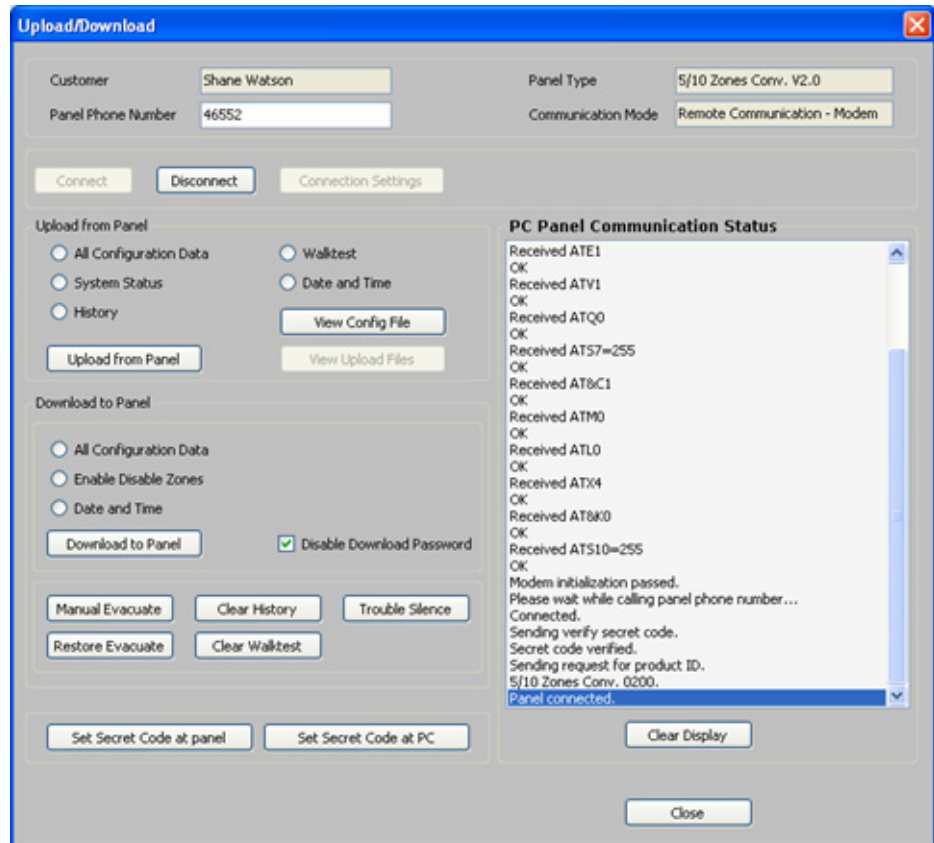 Upload/Download
Customer
Shane Watson
Panel Type
5/10 Zones Conv. V2.0
Panel Phone Number
46552
Communication Mode
Remote Communication - Modem
Connect
Disconnect
Connection Settings
Upload from Panel
All Configuration Data
Walktest
System Status
Date and Time
History
View Config File
Upload from Panel
View Upload Files
Download to Panel
All Configuration Data
Enable Disable Zones
Date and Time
Download to Panel
Disable Download Password
Manual Evacuate
Clear History
Trouble Silence
Restore Evacuate
Clear Walktest
Set Secret Code at panel
Set Secret Code at PC
PC Panel Communication Status
Received ATE1
OK
Received ATV1
OK
Received ATQ0
OK
Received ATS7=255
OK
Received AT&C1
OK
Received ATM0
OK
Received ATL0
OK
Received ATX4
OK
Received AT&K0
OK
Received ATS10=255
OK
Modem initialization passed.
Please wait while calling panel phone number...
Connected.
Sending verify secret code.
Secret code verified.
Sending request for product ID.
5/10 Zones Conv. 0200.
Panel connected.
Clear Display
Close